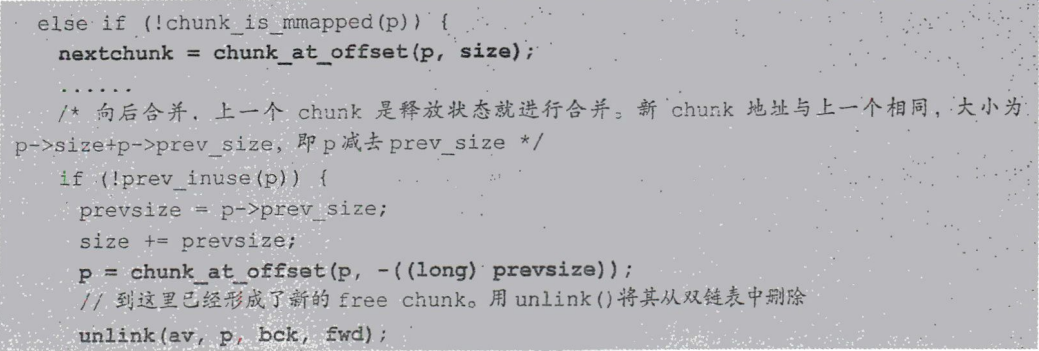 else if (!chunk_is_mmapped(p)) {
nextchunk = chunk_at_offset(p, size);
......
/* 向后合并, 上一个 chunk 是释放状态就进行合并。新 chunk 地址与上一个相同, 大小为
p->size+p->prev_size, 即 p 减去 prev_size */
if (!prev_inuse(p)) {
prevsize = p->prev_size;
size += prevsize;
p = chunk_at_offset(p, -((long) prevsize));
// 到这里已经形成了新的 free chunk。用 unlink()将其从双链表中删除
unlink(av, p, bck, fwd);